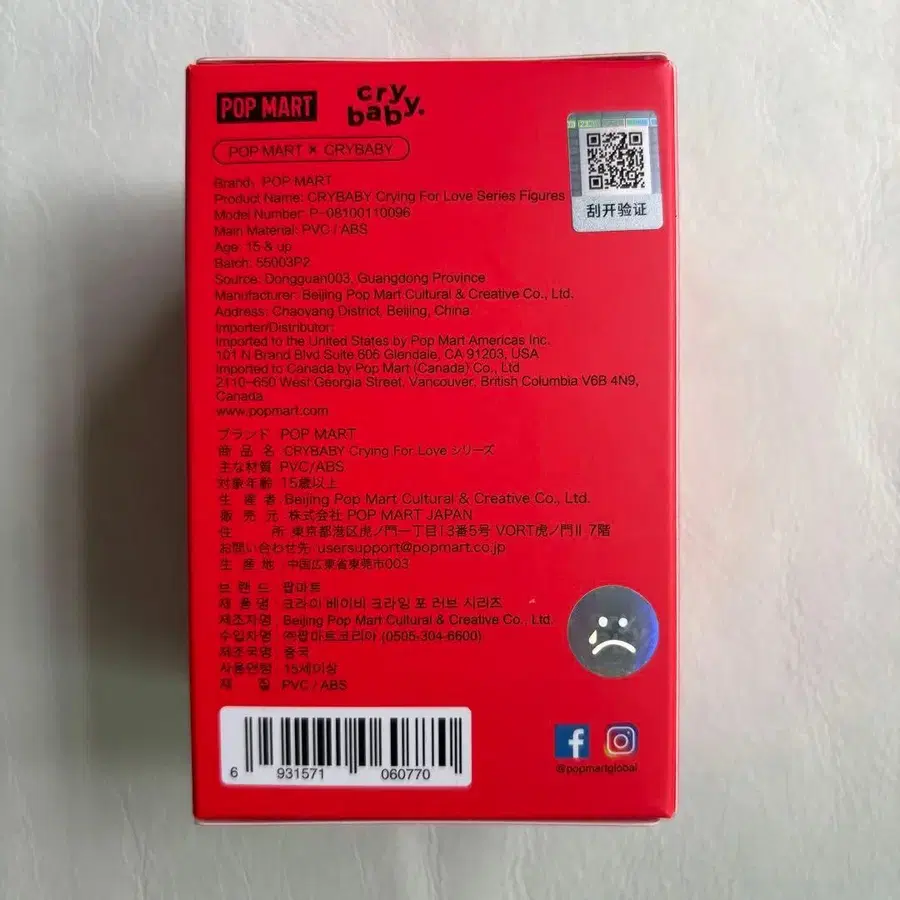 POP MART
cry baby.
POP MART × CRYBABY
Brand: POP MART
Product Name: CRYBABY Crying For Love Series Figures
Model Number: P-08100110096
Main Material: PVC / ABS
Age: 15 & up
Batch: 55003P2
Source: Dongguan003, Guangdong Province
Manufacturer: Beijing Pop Mart Cultural & Creative Co., Ltd.
Address: Chaoyang District, Beijing, China.
Importer/Distributor:
Imported to the United States by Pop Mart Americas Inc.
101 N Brand Blvd Suite 606 Glendale, CA 91203, USA
Imported to Canada by Pop Mart (Canada) Co., Ltd
2110-650 West Georgia Street, Vancouver, British Columbia V6B 4N9,
Canada
www.popmart.com
刮开验证
ブランド POP MART
商 品 名 CRYBABY Crying For Love シリーズ
主な材質 PVC/ABS
対象年齢 15歳以上
生 産 者 Beijing Pop Mart Cultural & Creative Co., Ltd.
販 売 元 株式会社 POP MART JAPAN
住 所 東京都港区虎ノ門一丁目13番5号 VORT虎ノ門II 7階
お問い合わせ先 usersupport@popmart.co.jp
生 産 地 : 中国広東省東莞市003
브 랜 드 : 팝마트
제 품 명 : 크라이 베이비 크라잉 포 러브 시리즈
제조자명 : Beijing Pop Mart Cultural & Creative Co., Ltd.
수입자명 : ㈜팝마트코리아 (0505-304-6600)
제조국명 : 중국
사용연령 : 15세이상
재 질 : PVC / ABS
6 931571 060770
@popmartglobal